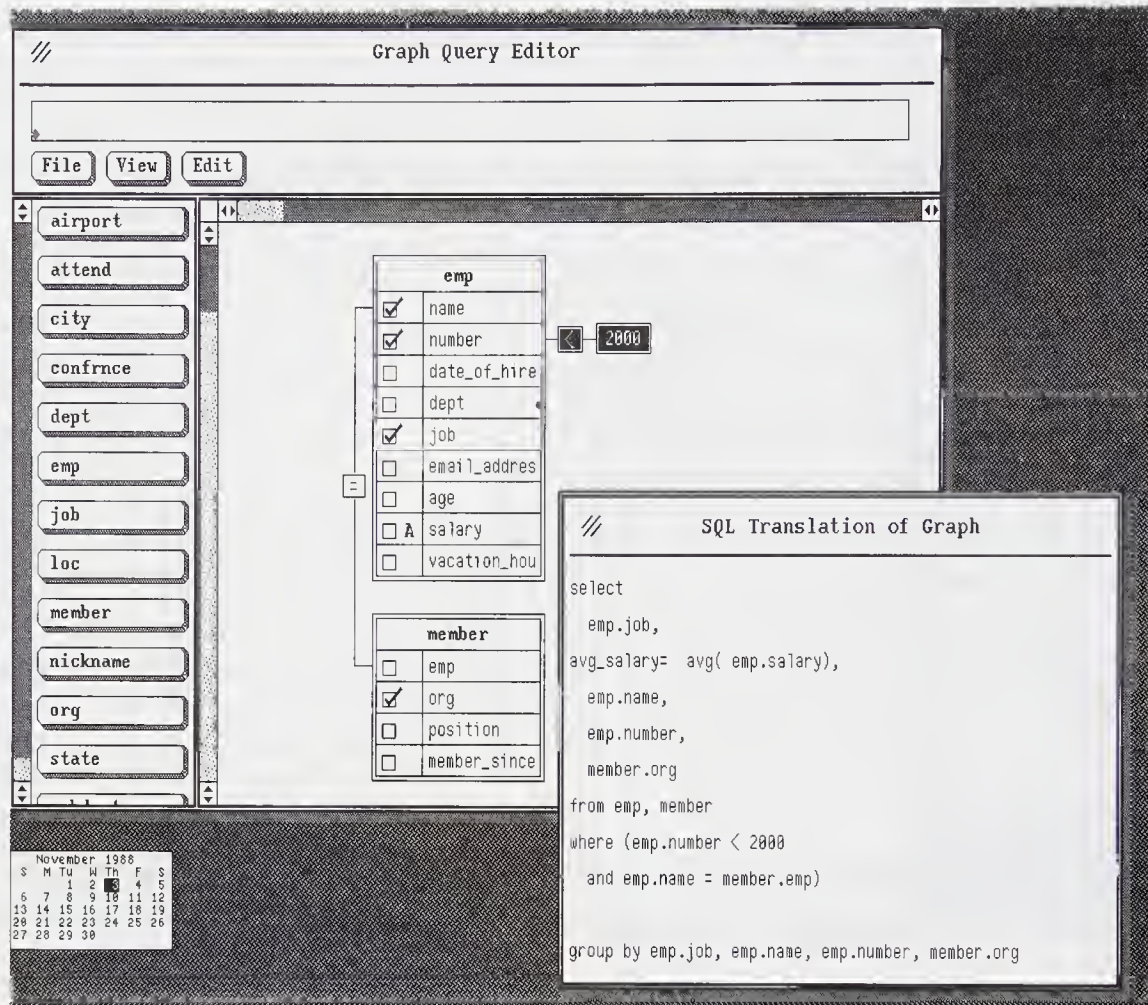 Graph Query Editor
File View Edit
airport
attend
city
confrnce
dept
emp
job
loc
member
nickname
org
state
emp
name
number
date_of_hire
dept
job
email_addres
age
A salary
vacation_hou
=
< 2000
member
emp
org
position
member_since
SQL Translation of Graph
select
emp.job,
avg_salary= avg( emp.salary),
emp.name,
emp.number,
member.org
from emp, member
where (emp.number < 2000
and emp.name = member.emp)
group by emp.job, emp.name, emp.number, member.org
November 1988
S M Tu W Th F S
1 2 3 4 5
6 7 8 9 10 11 12
13 14 15 16 17 18 19
20 21 22 23 24 25 26
27 28 29 30